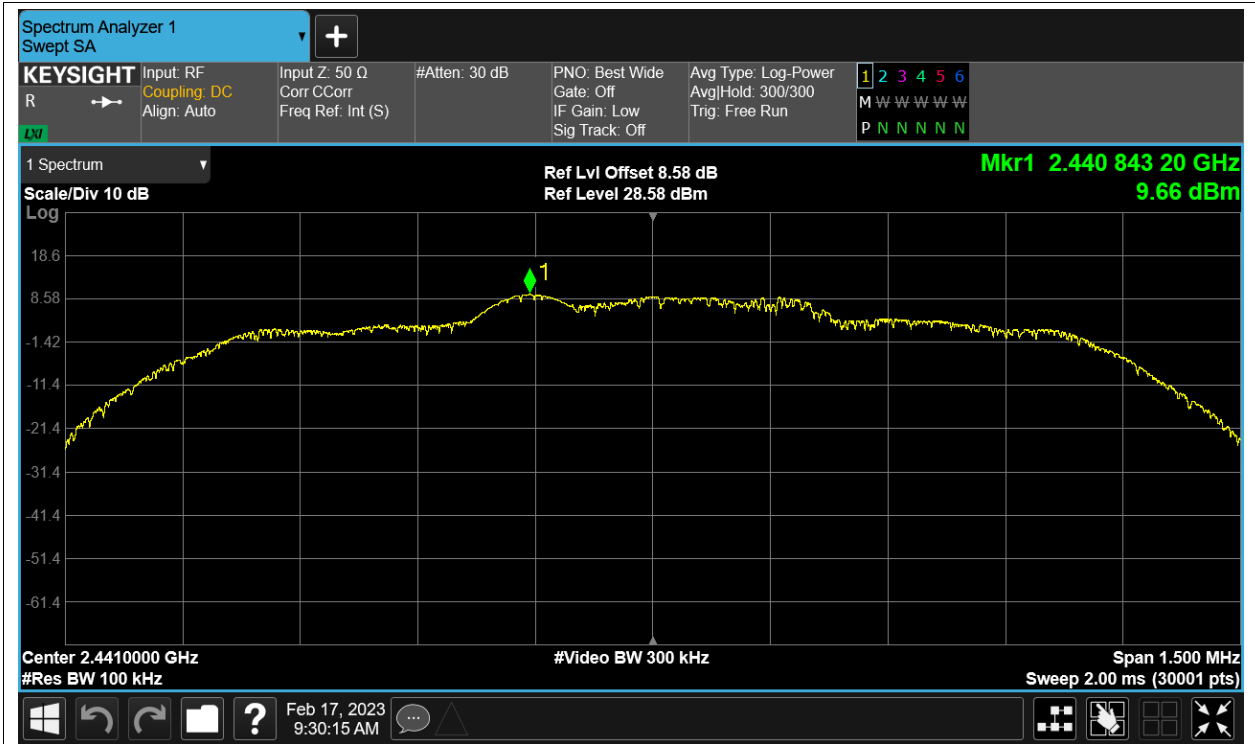 Spectrum Analyzer 1
Swept SA
KEYSIGHT
R
LXI
Input: RF
Coupling: DC
Align: Auto
Input Z: 50 Ω
Corr CCorr
Freq Ref: Int (S)
#Atten: 30 dB
PNO: Best Wide
Gate: Off
IF Gain: Low
Sig Track: Off
Avg Type: Log-Power
Avg|Hold: 300/300
Trig: Free Run
1 2 3 4 5 6
M W W W W W
P N N N N N
1 Spectrum
Scale/Div 10 dB
Log
Ref Lvl Offset 8.58 dB
Ref Level 28.58 dBm
Mkr1 2.440 843 20 GHz
9.66 dBm
1
18.6
8.58
-1.42
-11.4
-21.4
-31.4
-41.4
-51.4
-61.4
Center 2.4410000 GHz
#Res BW 100 kHz
#Video BW 300 kHz
Span 1.500 MHz
Sweep 2.00 ms (30001 pts)
?
Feb 17, 2023
9:30:15 AM